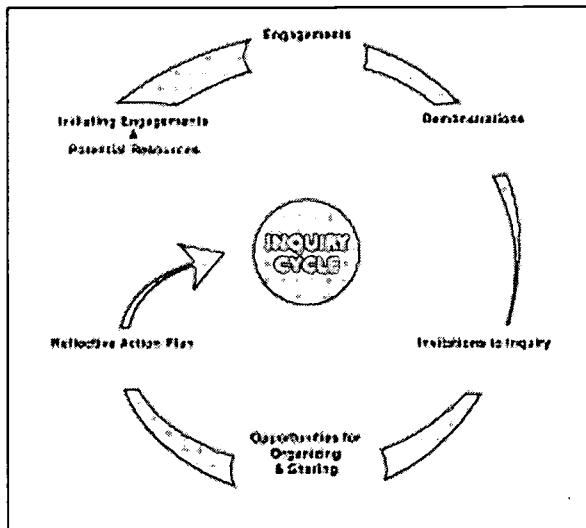 Engagements
Initiating Engagements
&
Potential Resources
Demonstrations
INQUIRY
CYCLE
Reflective Action Plan
Invitations to Inquiry
Opportunities for
Organizing
& Sharing